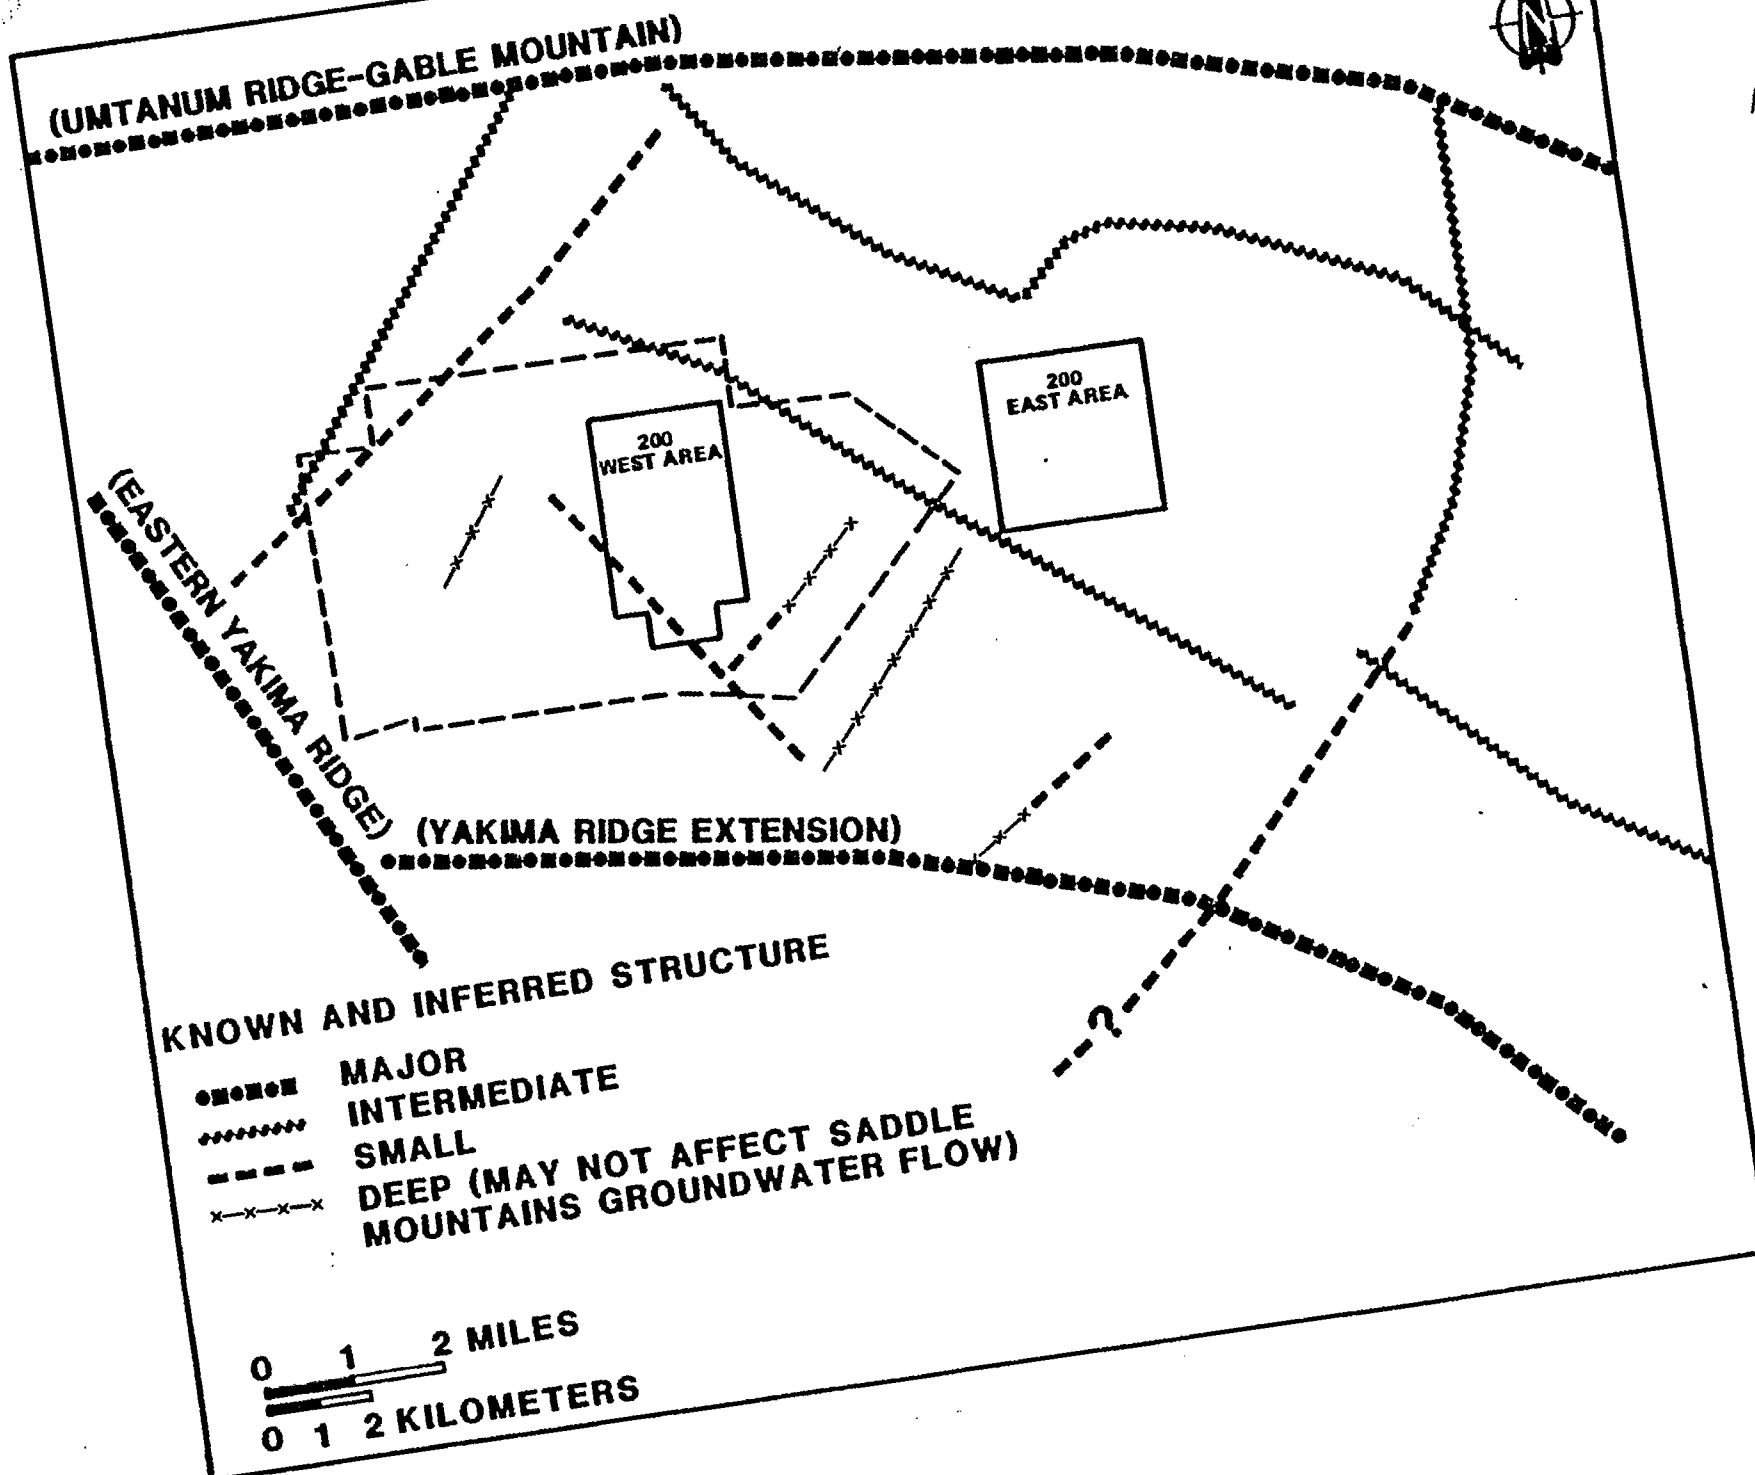 (UMTANUM RIDGE-GABLE MOUNTAIN)
N
200
EAST AREA
200
WEST AREA
(EASTERN YAKIMA RIDGE)
(YAKIMA RIDGE EXTENSION)
?
KNOWN AND INFERRED STRUCTURE
MAJOR
INTERMEDIATE
SMALL
DEEP (MAY NOT AFFECT SADDLE
MOUNTAINS GROUNDWATER FLOW)
0 1 2 MILES
0 1 2 KILOMETERS